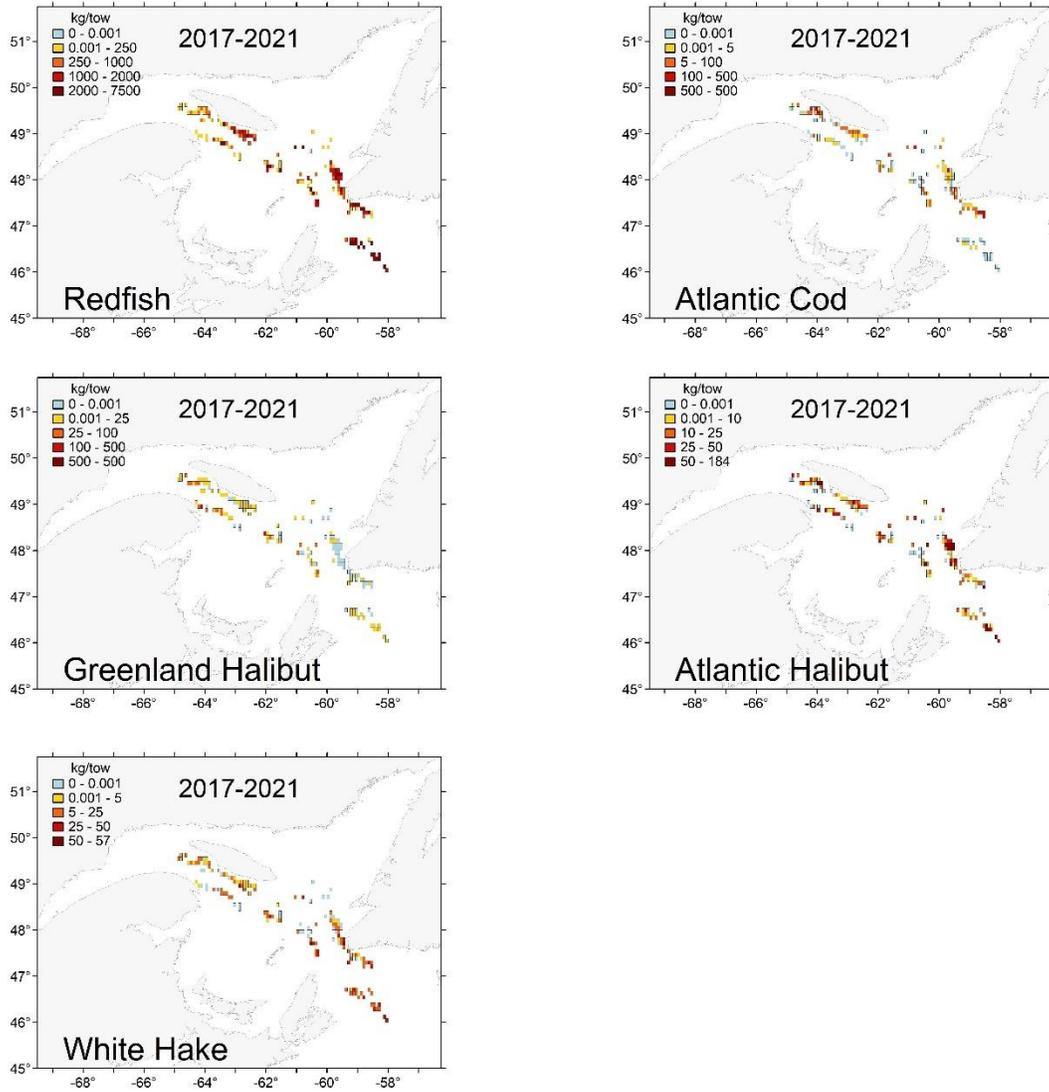 kg/tow
0 - 0.001
0.001 - 250
250 - 1000
1000 - 2000
2000 - 7500
2017-2021
51°
50°
49°
48°
47°
46°
45°
Redfish
-68° -66° -64° -62° -60° -58°
kg/tow
0 - 0.001
0.001 - 5
5 - 100
100 - 500
500 - 500
2017-2021
51°
50°
49°
48°
47°
46°
45°
Atlantic Cod
-68° -66° -64° -62° -60° -58°
kg/tow
0 - 0.001
0.001 - 25
25 - 100
100 - 500
500 - 500
2017-2021
51°
50°
49°
48°
47°
46°
45°
Greenland Halibut
-68° -66° -64° -62° -60° -58°
kg/tow
0 - 0.001
0.001 - 10
10 - 25
25 - 50
50 - 184
2017-2021
51°
50°
49°
48°
47°
46°
45°
Atlantic Halibut
-68° -66° -64° -62° -60° -58°
kg/tow
0 - 0.001
0.001 - 5
5 - 25
25 - 50
50 - 57
2017-2021
51°
50°
49°
48°
47°
46°
45°
White Hake
-68° -66° -64° -62° -60° -58°